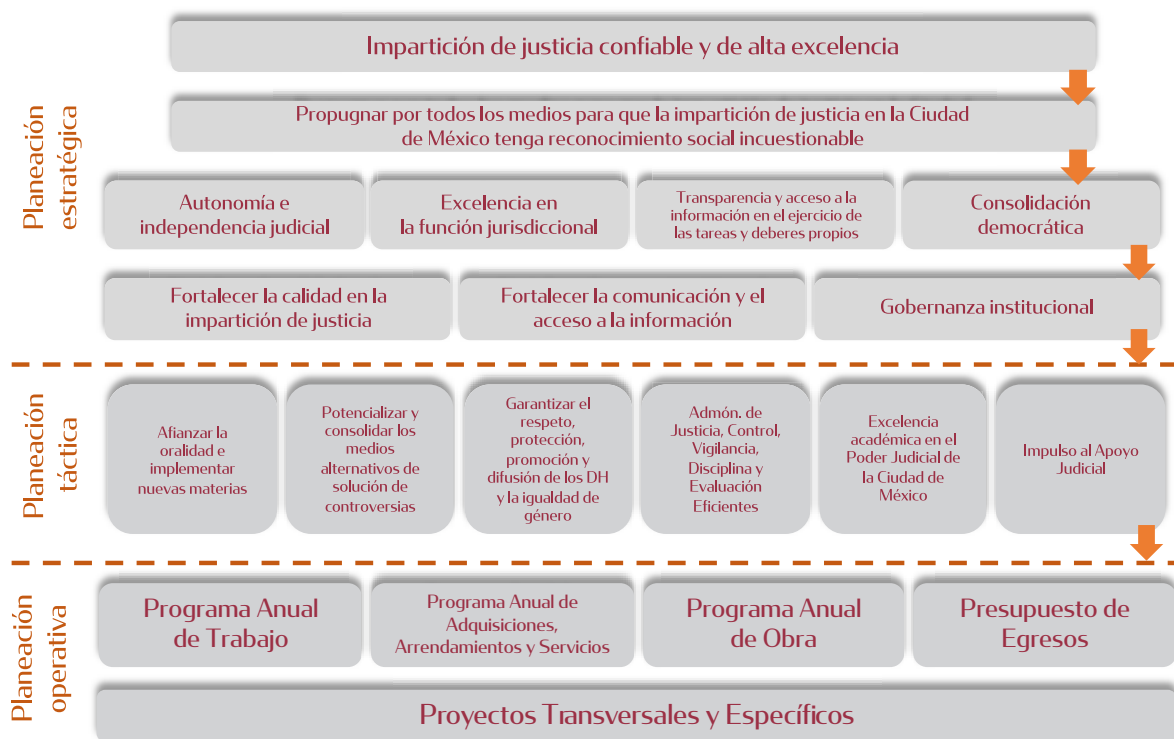 Planeación
estratégica
Impartición de justicia confiable y de alta excelencia
Propugnar por todos los medios para que la impartición de justicia en la Ciudad
de México tenga reconocimiento social incuestionable
Autonomía e
independencia judicial
Excelencia en
la función jurisdiccional
Transparencia y acceso a la
información en el ejercicio de
las tareas y deberes propios
Consolidación
democrática
Fortalecer la calidad en la
impartición de justicia
Fortalecer la comunicación y el
acceso a la información
Gobernanza institucional
Planeación
táctica
Afianzar la
oralidad e
implementar
nuevas materias
Potencializar y
consolidar los
medios
alternativos de
solución de
controversias
Garantizar el
respeto,
protección,
promoción y
difusión de los DH
y la igualdad de
género
Admón. de
Justicia, Control,
Vigilancia,
Disciplina y
Evaluación
Eficientes
Excelencia
académica en el
Poder Judicial de
la Ciudad de
México
Impulso al Apoyo
Judicial
Planeación
operativa
Programa Anual
de Trabajo
Programa Anual de
Adquisiciones,
Arrendamientos y Servicios
Programa Anual
de Obra
Presupuesto de
Egresos
Proyectos Transversales y Específicos